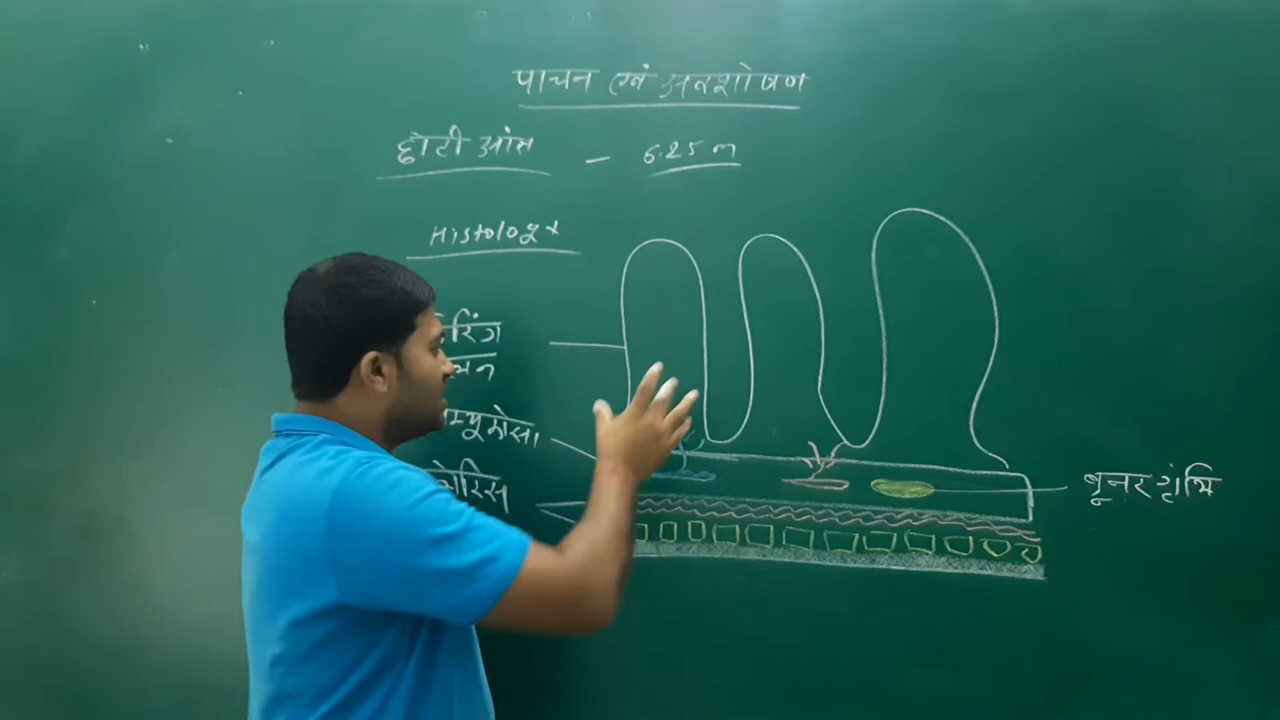 पाचन एवं अवशोषण
छोटी आंत - 6.25 m
Histology
रिंग
म्यूकोसा
ब्रूनर ग्रंथि